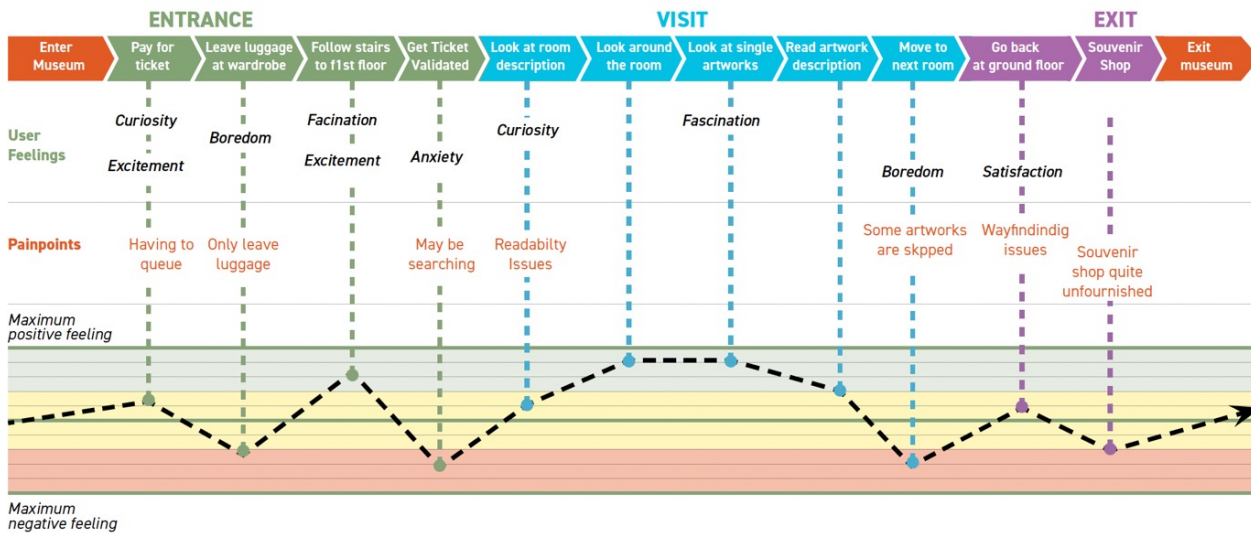 ENTRANCE
VISIT
EXIT
Enter
Museum
Pay for
ticket
Leave luggage
at wardrobe
Follow stairs
to f1st floor
Get Ticket
Validated
Look at room
description
Look around
the room
Look at single
artworks
Read artwork
description
Move to
next room
Go back
at ground floor
Souvenir
Shop
Exit
museum
User
Feelings
Curiosity
Excitement
Boredom
Facination
Excitement
Anxiety
Curiosity
Fascination
Boredom
Satisfaction
Painpoints
Having to
queue
Only leave
luggage
May be
searching
Readabilty
Issues
Some artworks
are skpped
Wayfindindig
issues
Souvenir
shop quite
unfournished
Maximum
positive feeling
Maximum
negative feeling